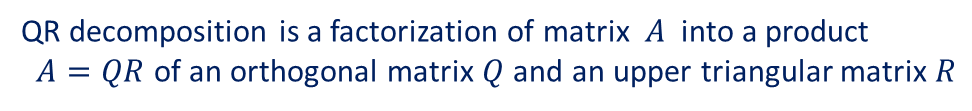 QR decomposition is a factorization of matrix A into a product
A = QR of an orthogonal matrix Q and an upper triangular matrix R